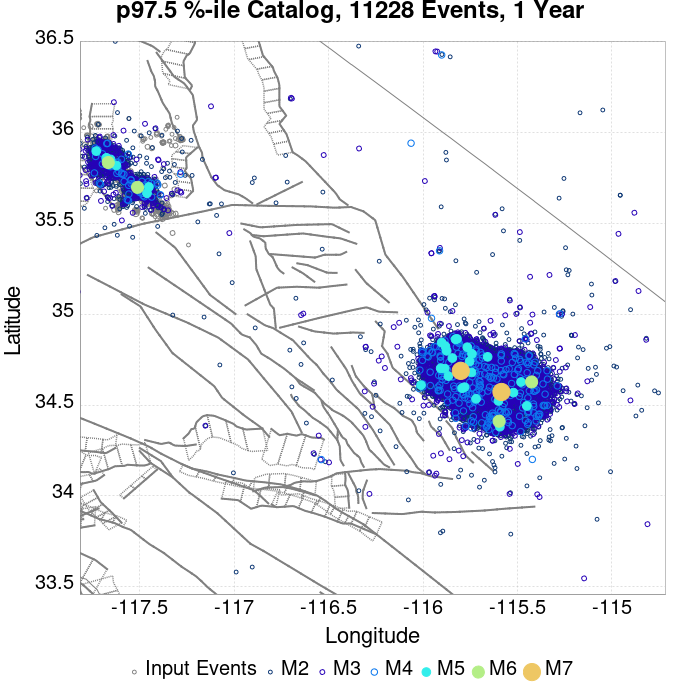 p97.5 %-ile Catalog, 11228 Events, 1 Year
36.5
36
35.5
35
34.5
34
33.5
Latitude
-117.5 -117 -116.5 -116 -115.5 -115
Longitude
Input Events M2 M3 M4 M5 M6 M7